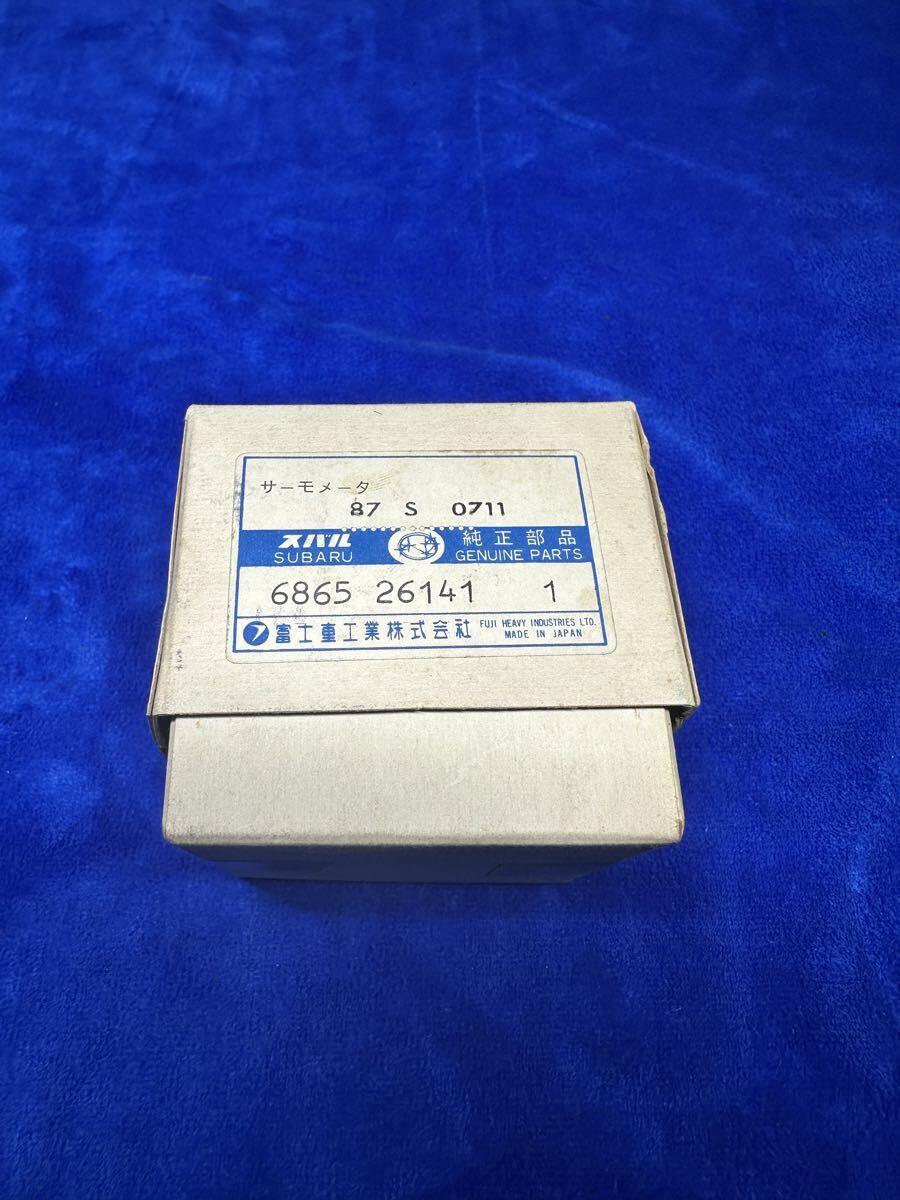 サーモメータ
87 S 0711
スバル 純正部品
SUBARU GENUINE PARTS
6865 26141 1
フ 富士重工業株式会社 FUJI HEAVY INDUSTRIES LTD.
MADE IN JAPAN